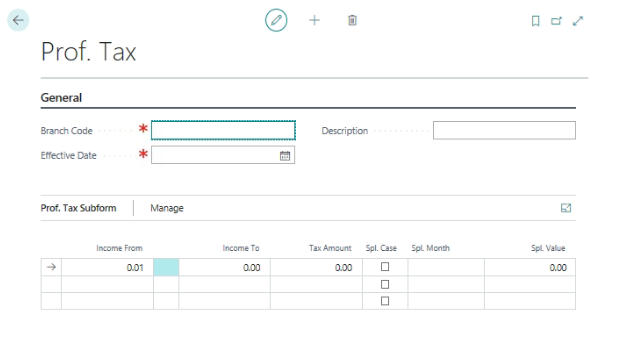 Prof. Tax
General
Branch Code * Description
Effective Date *
Prof. Tax Subform Manage
Income From Income To Tax Amount Spl. Case Spl. Month Spl. Value
0.01 0.00 0.00 0.00